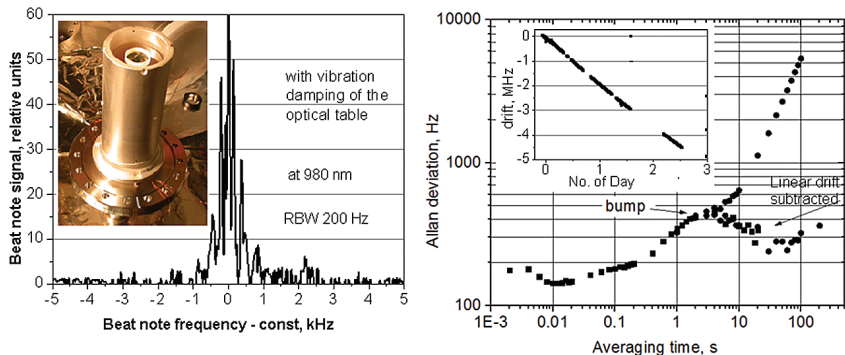 60
50
40
30
20
10
0
Beat note signal, relative units
with vibration
damping of the
optical table
at 980 nm
RBW 200 Hz
-5 -4 -3 -2 -1 0 1 2 3 4 5
Beat note frequency - const, kHz
10000
1000
100
Allan deviation, Hz
0
-1
-2
-3
-4
-5
drift, MHz
0 1 2 3
No. of Day
bump
Linear drift
subtracted
1E-3 0.01 0.1 1 10 100
Averaging time, s